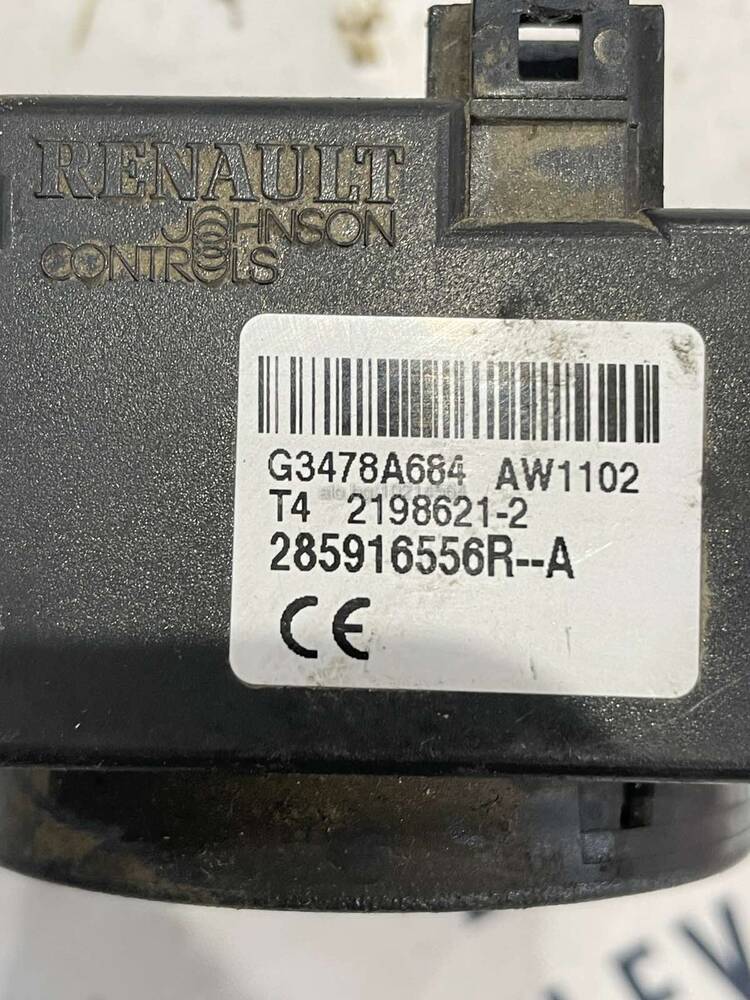 RENAULT
JOHNSON
CONTROLS
G3478A684 AW1102
T4 2198621-2
285916556R--A
CE